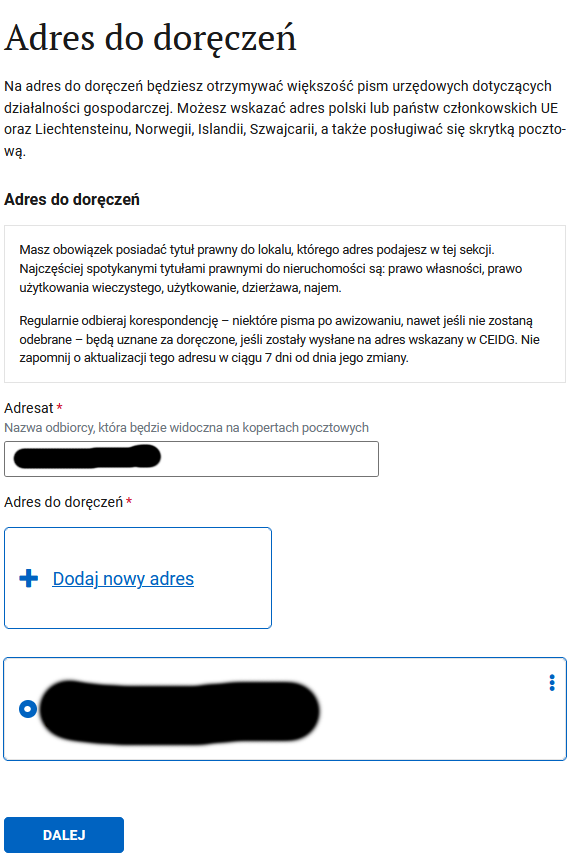 Adres do doręczeń
Na adres do doręczeń będziesz otrzymywać większość pism urzędowych dotyczących
działalności gospodarczej. Możesz wskazać adres polski lub państw członkowskich UE
oraz Liechtensteinu, Norwegii, Islandii, Szwajcarii, a także posługiwać się skrytką poczto-
wą.
Adres do doręczeń
Masz obowiązek posiadać tytuł prawny do lokalu, którego adres podajesz w tej sekcji.
Najczęściej spotykanymi tytułami prawnymi do nieruchomości są: prawo własności, prawo
użytkowania wieczystego, użytkowanie, dzierżawa, najem.
Regularnie odbieraj korespondencję – niektóre pisma po awizowaniu, nawet jeśli nie zostaną
odebrane – będą uznane za doręczone, jeśli zostały wysłane na adres wskazany w CEIDG. Nie
zapomnij o aktualizacji tego adresu w ciągu 7 dni od dnia jego zmiany.
Adresat *
Nazwa odbiorcy, która będzie widoczna na kopertach pocztowych
Adres do doręczeń *
Dodaj nowy adres
DALEJ